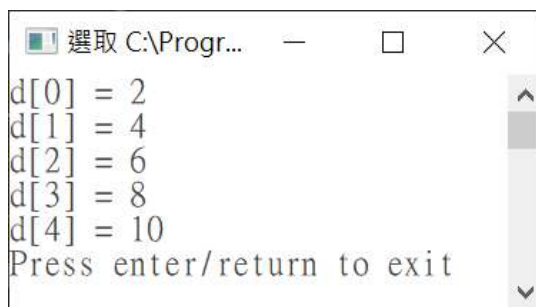 選取 C:\Progr...
d[0] = 2
d[1] = 4
d[2] = 6
d[3] = 8
d[4] = 10
Press enter/return to exit